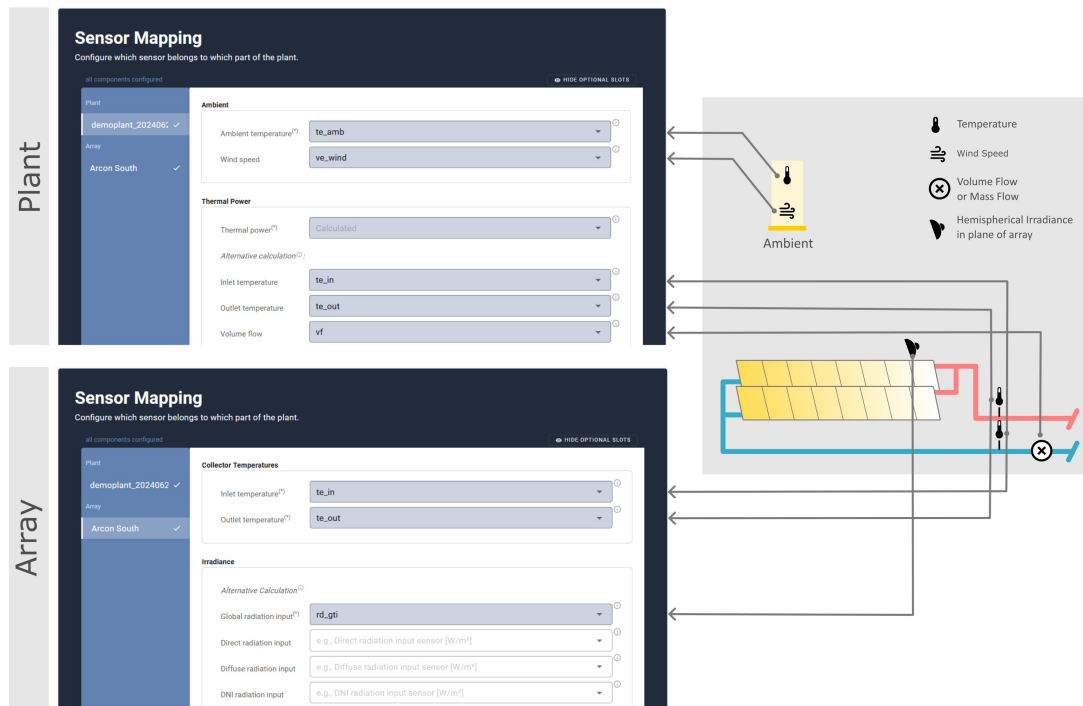 Plant
Sensor Mapping
Configure which sensor belongs to which part of the plant.
all components configured
HIDE OPTIONAL SLOTS
Plant
demoplant_202406:
Array
Arcon South
Ambient
Ambient temperature(*)
te_amb
Wind speed
ve_wind
Thermal Power
Thermal power(*)
Calculated
Alternative calculation :
Inlet temperature
te_in
Outlet temperature
te_out
Volume flow
vf
Temperature
Wind Speed
Volume Flow
or Mass Flow
Hemispherical Irradiance
in plane of array
Ambient
Array
Sensor Mapping
Configure which sensor belongs to which part of the plant.
all components configured
HIDE OPTIONAL SLOTS
Plant
demoplant_2024062
Array
Arcon South
Collector Temperatures
Inlet temperature(*)
te_in
Outlet temperature(*)
te_out
Irradiance
Alternative Calculation
Global radiation input(*)
rd_gti
Direct radiation input
e.g., Direct radiation input sensor [W/m²]
Diffuse radiation input
e.g., Diffuse radiation input sensor [W/m²]
DNI radiation input
e.g., DNI radiation input sensor [W/m²]